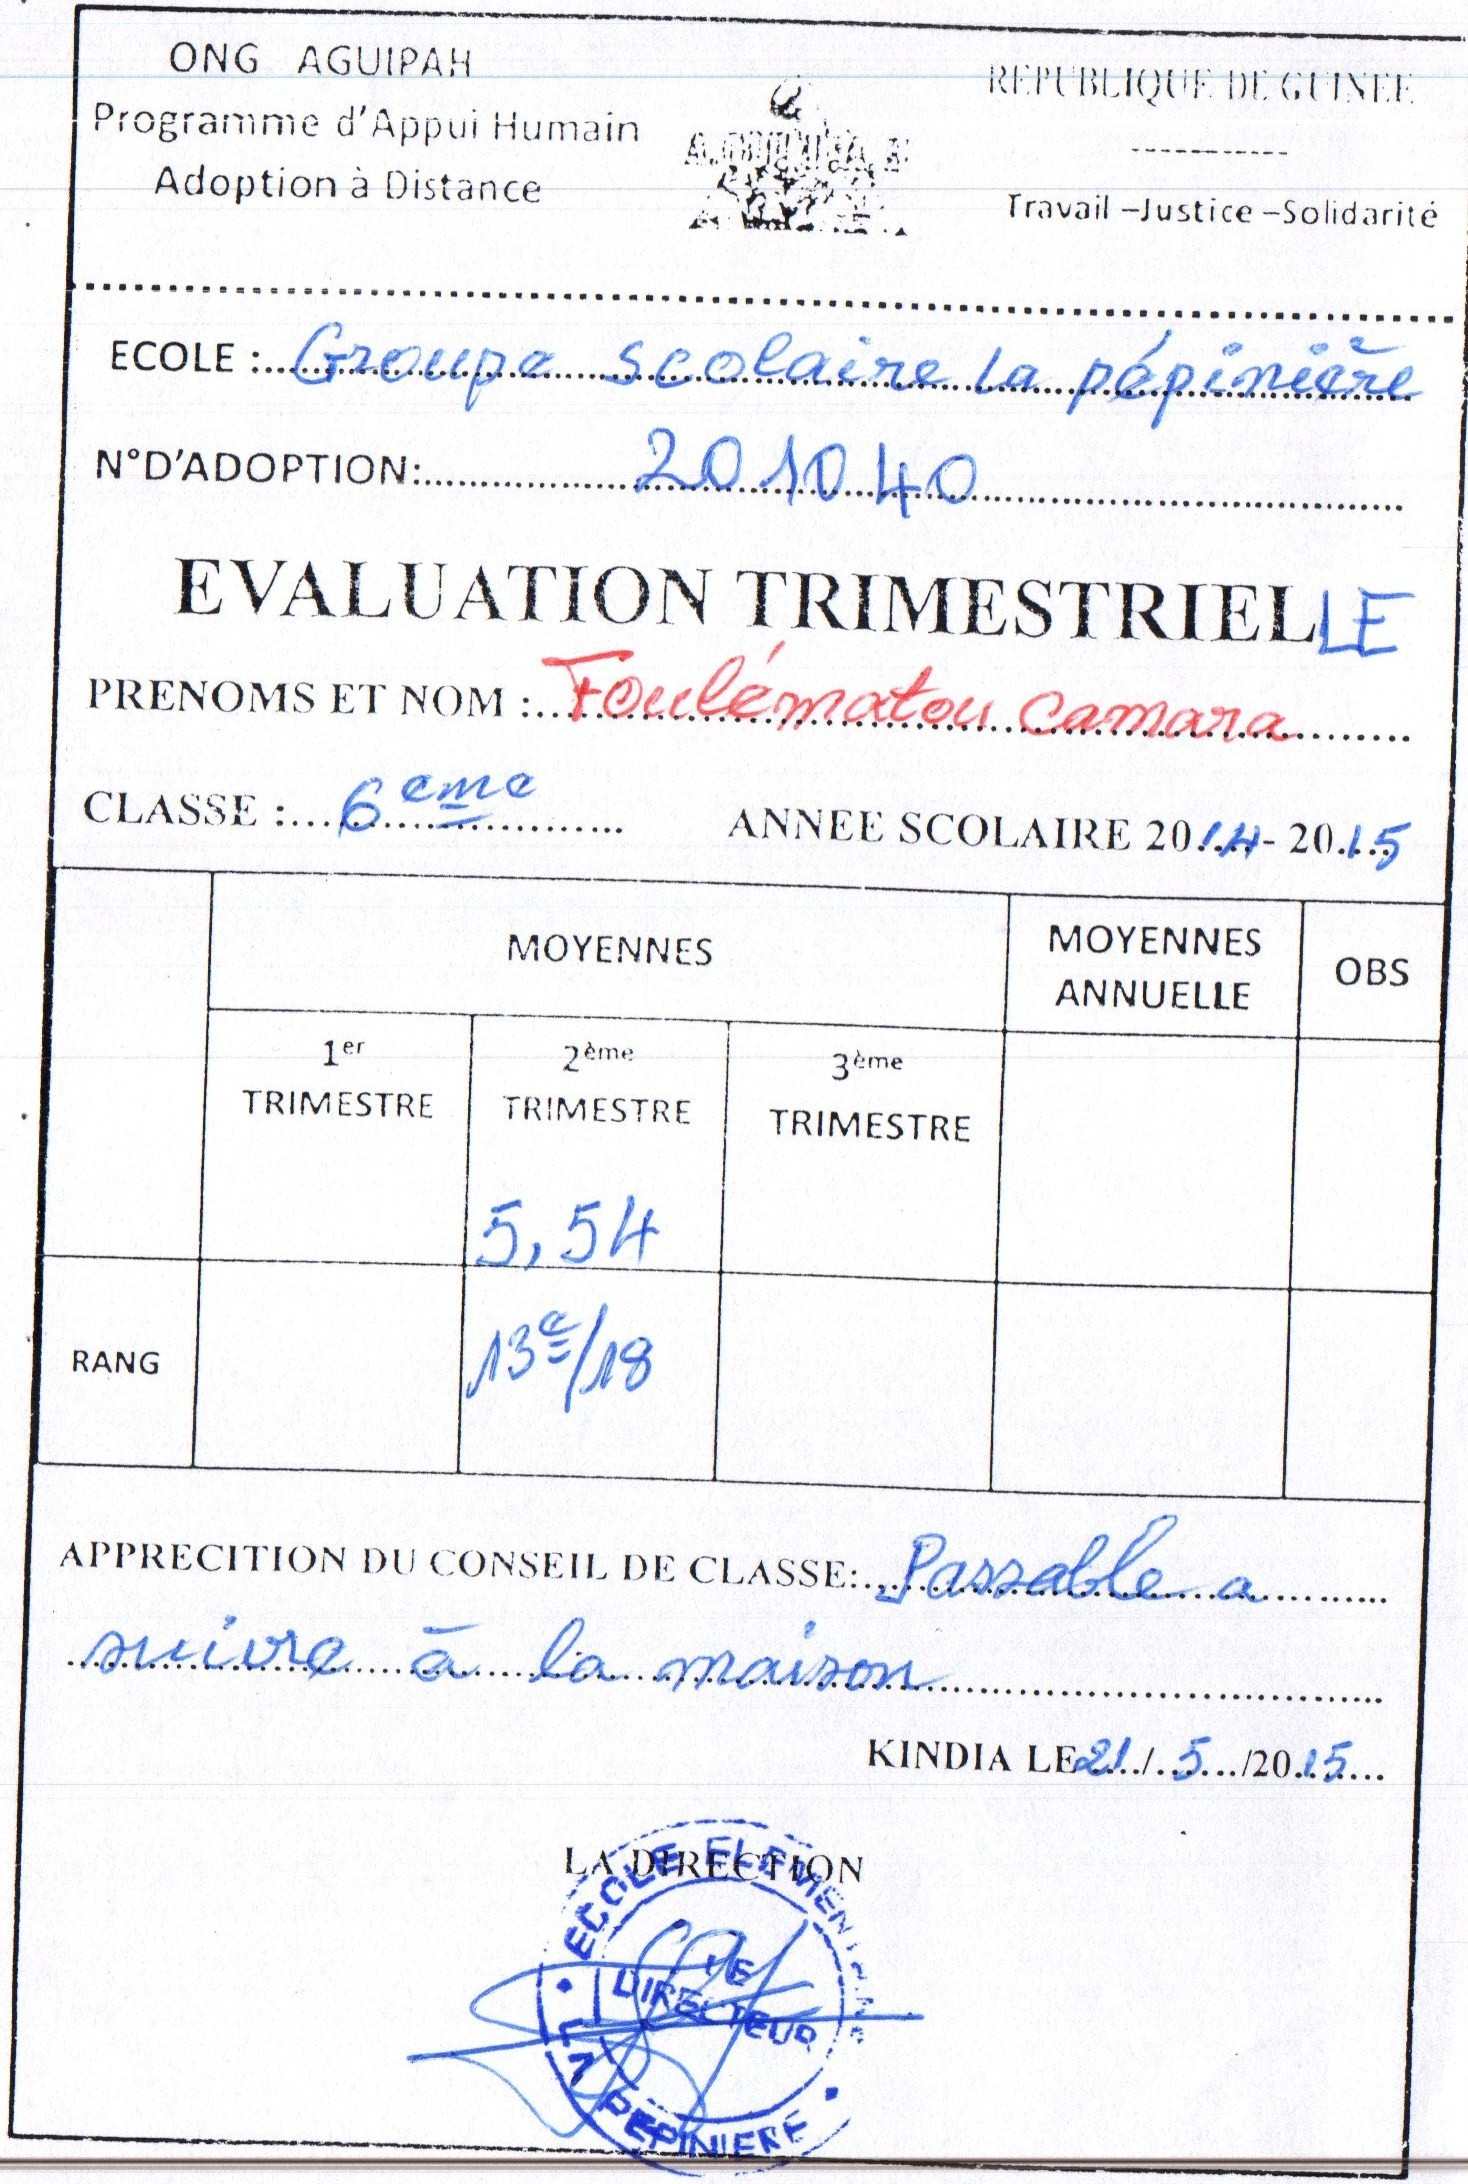 ONG AGUIPAH
Programme d'Appui Humain
Adoption à Distance
REPUBLIQUE DE GUINEE
-----------
Travail –Justice –Solidarité
ECOLE : Groupe scolaire La pépinière
N°D'ADOPTION: 201040
EVALUATION TRIMESTRIELLE
PRENOMS ET NOM : Foulématou Camara
CLASSE : 6eme ANNEE SCOLAIRE 2014- 2015
MOYENNES
MOYENNES ANNUELLE
OBS
1er TRIMESTRE
2ème TRIMESTRE
3ème TRIMESTRE
5,54
RANG
13e/18
APPRECITION DU CONSEIL DE CLASSE: Passable a
suivre à la maison
KINDIA LE 21/5/2015
LA DIRECTION
ECOLE ELEMENTAIRE
LE
DIRECTEUR
LA PEPINIERE